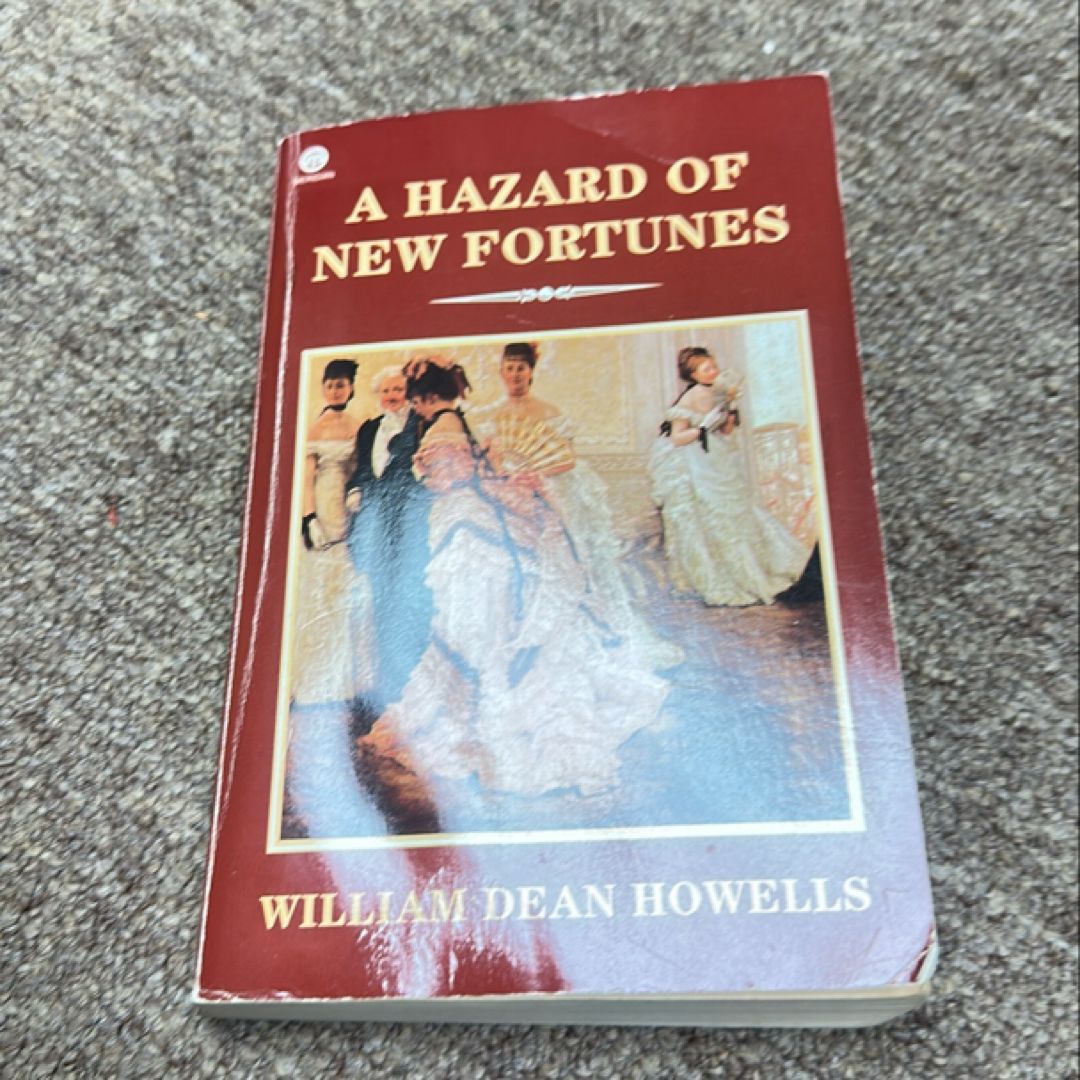 A HAZARD OF
NEW FORTUNES
WILLIAM DEAN HOWELLS